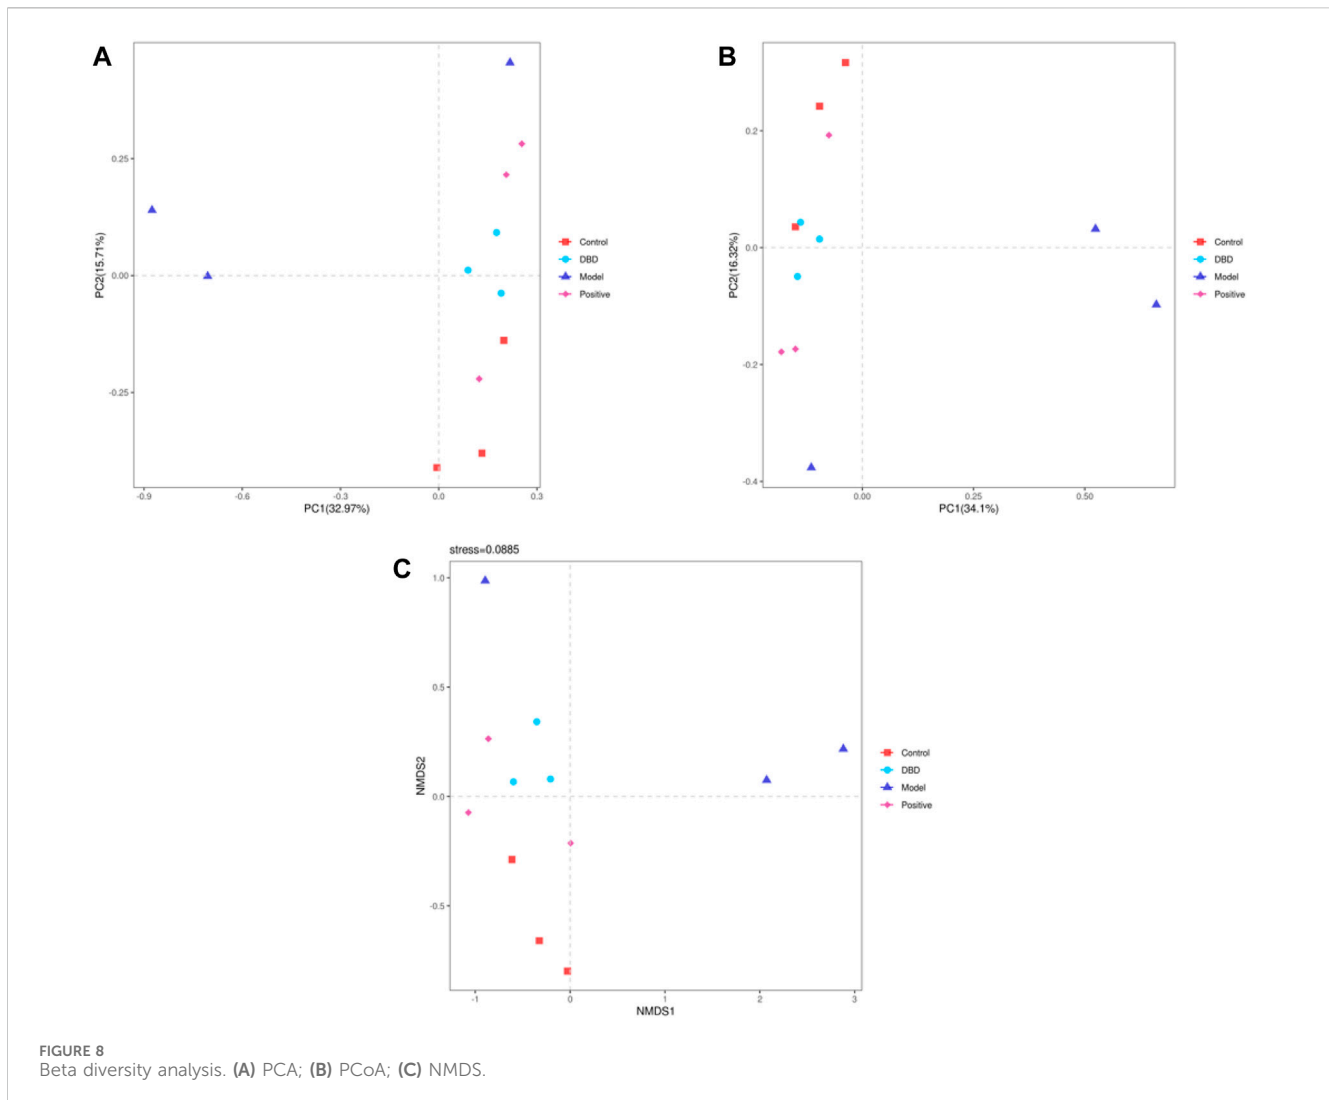 A
0.25
0.00
-0.25
PC2(15.71%)
-0.9
-0.6
-0.3
0.0
0.3
PC1(32.97%)
Control
DBD
Model
Positive
B
0.2
0.0
-0.2
-0.4
PC2(16.32%)
0.00
0.25
0.50
PC1(34.1%)
Control
DBD
Model
Positive
C
stress=0.0885
1.0
0.5
0.0
-0.5
NMDS2
-1
0
1
2
3
NMDS1
Control
DBD
Model
Positive
FIGURE 8
Beta diversity analysis. (A) PCA; (B) PCoA; (C) NMDS.